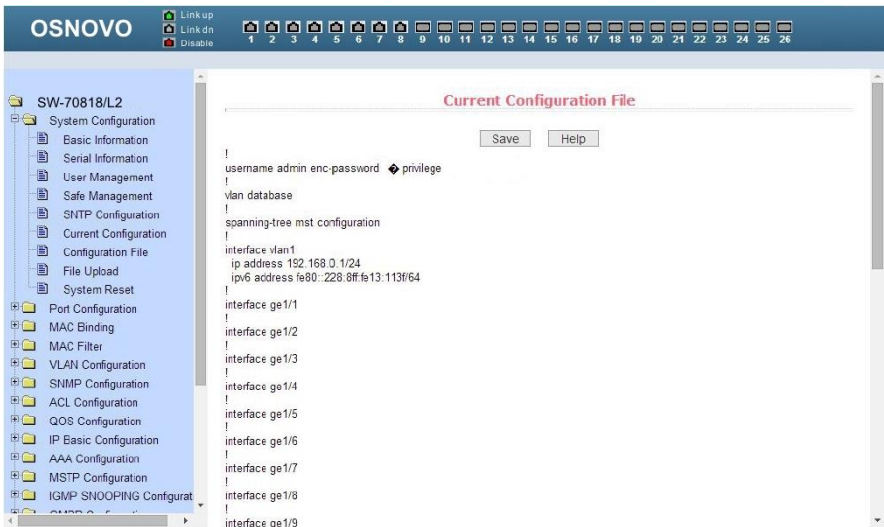 OSNOVO
Link up
Link dn
Disable
1 2 3 4 5 6 7 8 9 10 11 12 13 14 15 16 17 18 19 20 21 22 23 24 25 26
SW-70818/L2
System Configuration
Basic Information
Serial Information
User Management
Safe Management
SNTP Configuration
Current Configuration
Configuration File
File Upload
System Reset
Port Configuration
MAC Binding
MAC Filter
VLAN Configuration
SNMP Configuration
ACL Configuration
QOS Configuration
IP Basic Configuration
AAA Configuration
MSTP Configuration
IGMP SNOOPING Configurat
Current Configuration File
Save Help
!
username admin enc-password � privilege
!
vlan database
!
spanning-tree mst configuration
!
interface vlan1
ip address 192.168.0.1/24
ipv6 address fe80::228:8ff:fe13:113f/64
!
interface ge1/1
!
interface ge1/2
!
interface ge1/3
!
interface ge1/4
!
interface ge1/5
!
interface ge1/6
!
interface ge1/7
!
interface ge1/8
!
interface ge1/9